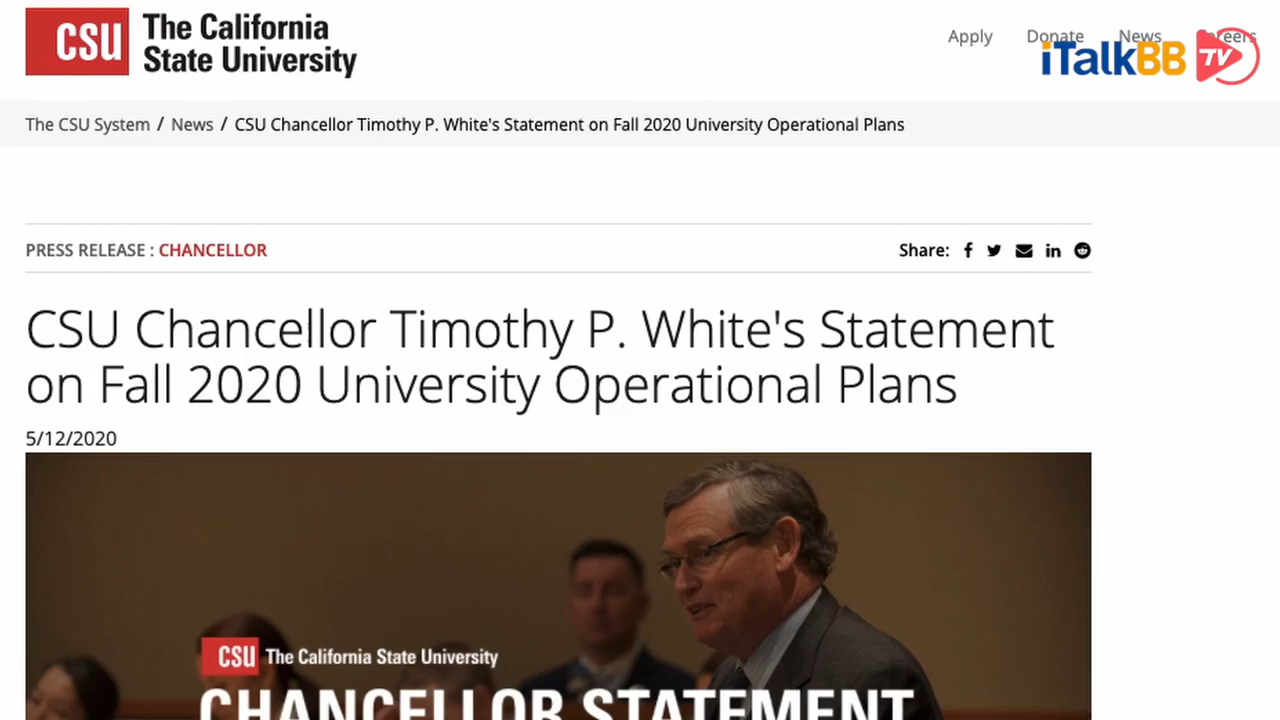 CSU The California
State University
Apply Donate News
iTalkBB TV
The CSU System / News / CSU Chancellor Timothy P. White's Statement on Fall 2020 University Operational Plans
PRESS RELEASE : CHANCELLOR
Share:
CSU Chancellor Timothy P. White's Statement
on Fall 2020 University Operational Plans
5/12/2020
CSU The California State University
CHANCELLOR STATEMENT